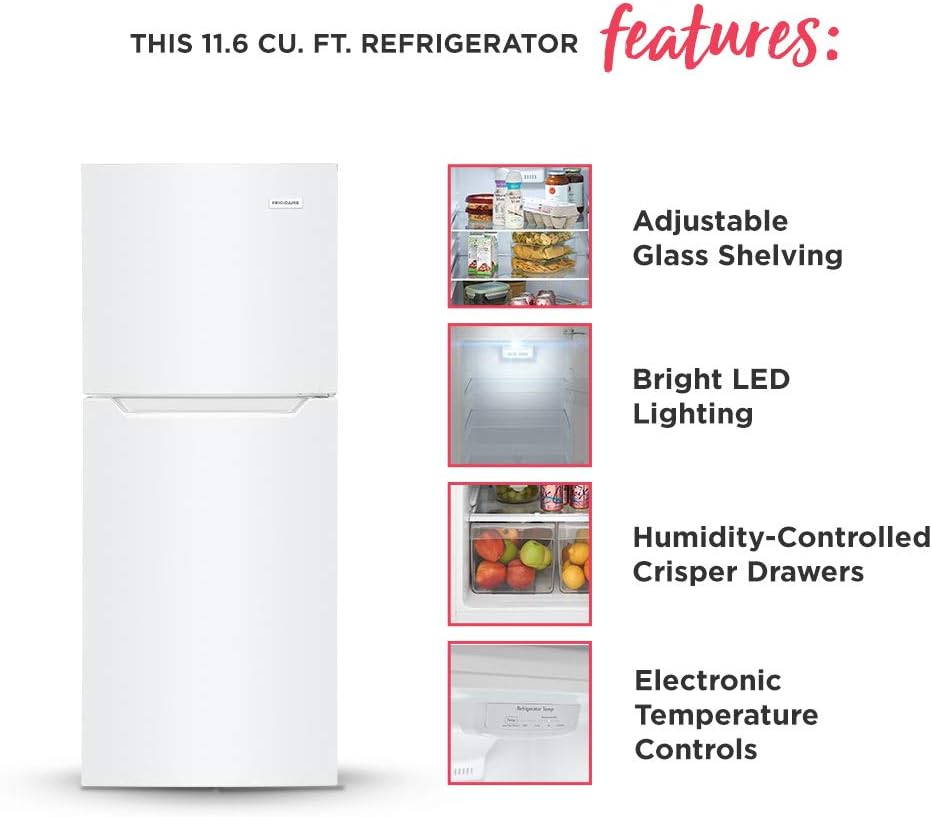 THIS 11.6 CU. FT. REFRIGERATOR features:
FRIGIDAIRE
Adjustable
Glass Shelving
Bright LED
Lighting
Humidity-Controlled
Crisper Drawers
Refrigerator Temp
Temp
Electronic
Temperature
Controls